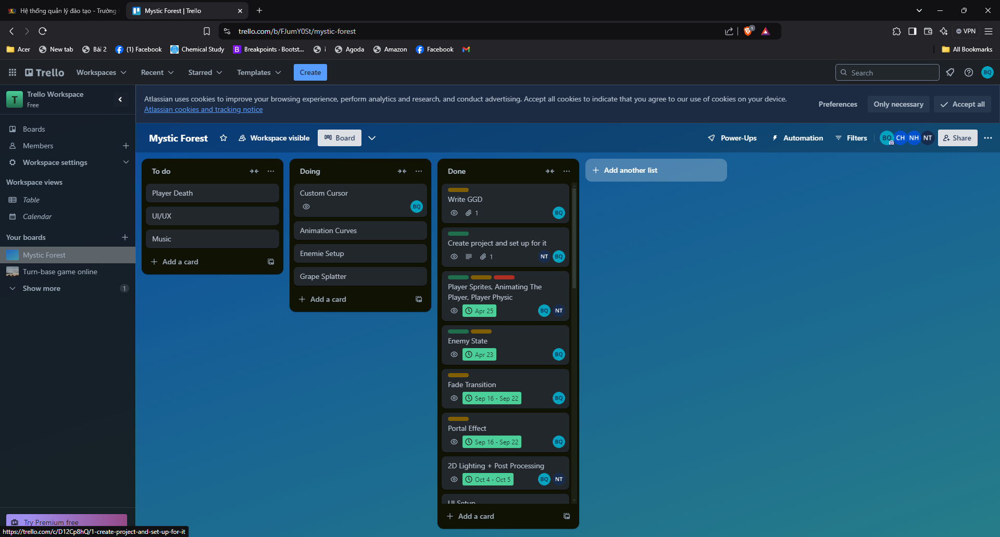 Hệ thống quản lý đào tạo - Trường
Mystic Forest | Trello
trello.com/b/FJumY0St/mystic-forest
1
VPN
Acer
New tab
Bài 2
(1) Facebook
Chemical Study
B
Breakpoints · Bootst...
i
Agoda
Amazon
Facebook
All Bookmarks
Trello
Workspaces
Recent
Starred
Templates
Create
Search
BQ
T
Trello Workspace
Free
Atlassian uses cookies to improve your browsing experience, perform analytics and research, and conduct advertising. Accept all cookies to indicate that you agree to our use of cookies on your device.
Atlassian cookies and tracking notice
Preferences
Only necessary
Accept all
Boards
Members
Workspace settings
Workspace views
Table
Calendar
Your boards
Mystic Forest
Turn-base game online
Show more
1
Try Premium free
https://trello.com/c/D12Cp8hQ/1-create-project-and-set-up-for-it
Mystic Forest
Workspace visible
Board
Power-Ups
Automation
Filters
BQ
CH
NH
NT
Share
To do
Player Death
UI/UX
Music
Add a card
Doing
Custom Cursor
BQ
Animation Curves
Enemie Setup
Grape Splatter
Add a card
Done
Write GGD
1
BQ
Create project and set up for it
1
NT
BQ
Player Sprites, Animating The
Player, Player Physic
Apr 25
BQ
NT
Enemy State
Apr 23
BQ
Fade Transition
Sep 16 - Sep 22
BQ
Portal Effect
Sep 16 - Sep 22
BQ
2D Lighting + Post Processing
Oct 4 - Oct 5
BQ
NT
UI Setup
Add a card
Add another list